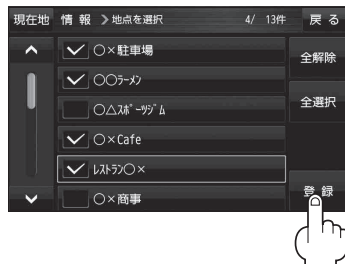 現在地 情 報 ❯地点を選択 4/ 13件 戻 る
○×駐車場
全解除
○○ﾗｰﾒﾝ
○△ｽﾎﾟｰﾂｼﾞﾑ
全選択
○×Cafe
ﾚｽﾄﾗﾝ○×
○×商事
登 録